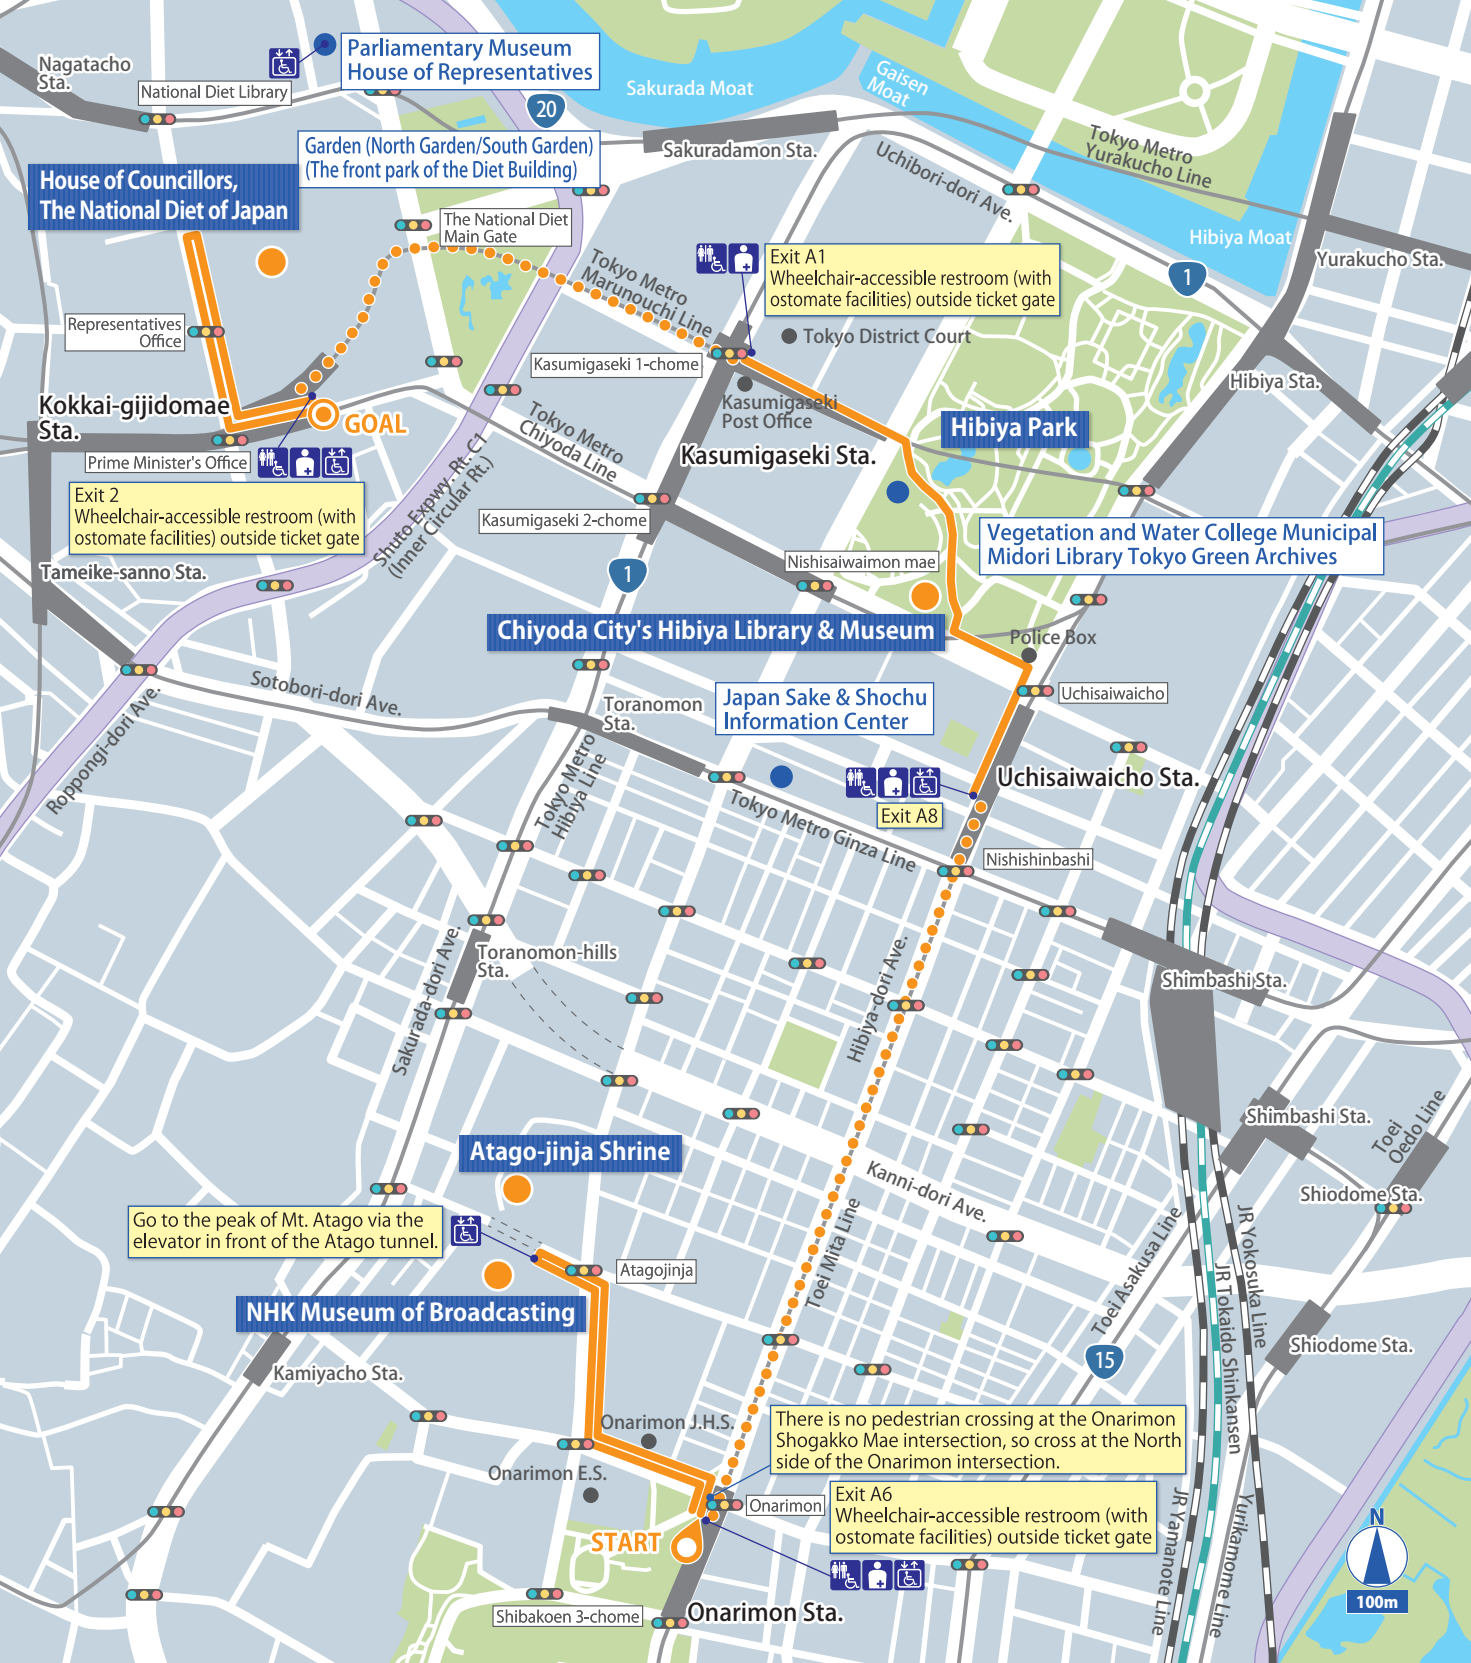 Parliamentary Museum
House of Representatives
Nagatacho
Sta.
National Diet Library
20
Sakurada Moat
Gaisen
Moat
Garden (North Garden/South Garden)
(The front park of the Diet Building)
Sakuradamon Sta.
Tokyo Metro
Yurakucho Line
Uchibori-dori Ave.
House of Councillors,
The National Diet of Japan
The National Diet
Main Gate
Hibiya Moat
Yurakucho Sta.
1
Tokyo Metro
Marunouchi Line
Exit A1
Wheelchair-accessible restroom (with
ostomate facilities) outside ticket gate
Representatives
Office
Tokyo District Court
Kasumigaseki 1-chome
Hibiya Sta.
Kasumigaseki
Post Office
Kokkai-gijidomae
Sta.
GOAL
Tokyo Metro
Chiyoda Line
Hibiya Park
Kasumigaseki Sta.
Prime Minister's Office
Exit 2
Wheelchair-accessible restroom (with
ostomate facilities) outside ticket gate
Shuto Expwy. Rt. C1
(Inner Circular Rt.)
Kasumigaseki 2-chome
Vegetation and Water College Municipal
Midori Library Tokyo Green Archives
Nishisaiwaimon mae
Tameike-sanno Sta.
1
Chiyoda City's Hibiya Library & Museum
Police Box
Sotobori-dori Ave.
Roppongi-dori Ave.
Toranomon
Sta.
Japan Sake & Shochu
Information Center
Uchisaiwaicho
Uchisaiwaicho Sta.
Tokyo Metro
Hibiya Line
Exit A8
Tokyo Metro Ginza Line
Nishishinbashi
Sakurada-dori Ave.
Toranomon-hills
Sta.
Hibiya-dori Ave.
Shimbashi Sta.
Shimbashi Sta.
Toei
Oedo Line
Atago-jinja Shrine
Kanni-dori Ave.
Shiodome Sta.
Go to the peak of Mt. Atago via the
elevator in front of the Atago tunnel.
Atagojinja
Toei Mita Line
Toei Asakusa Line
JR Yokosuka Line
JR Tokaido Shinkansen
NHK Museum of Broadcasting
Kamiyacho Sta.
15
Shiodome Sta.
Onarimon J.H.S.
There is no pedestrian crossing at the Onarimon
Shogakko Mae intersection, so cross at the North
side of the Onarimon intersection.
Onarimon E.S.
Onarimon
Exit A6
Wheelchair-accessible restroom (with
ostomate facilities) outside ticket gate
START
JR Yamanote Line
Yurikamome Line
N
100m
Shibakoen 3-chome
Onarimon Sta.